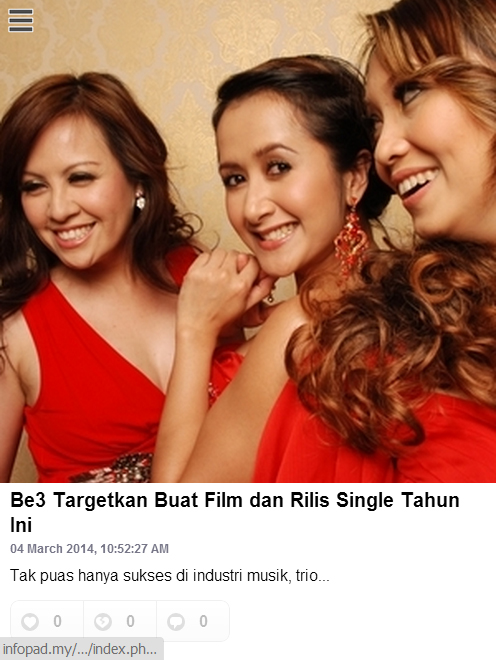 Be3 Targetkan Buat Film dan Rilis Single Tahun
Ini
04 March 2014, 10:52:27 AM
Tak puas hanya sukses di industri musik, trio...
0 0 0
infopad.my/.../index.ph...